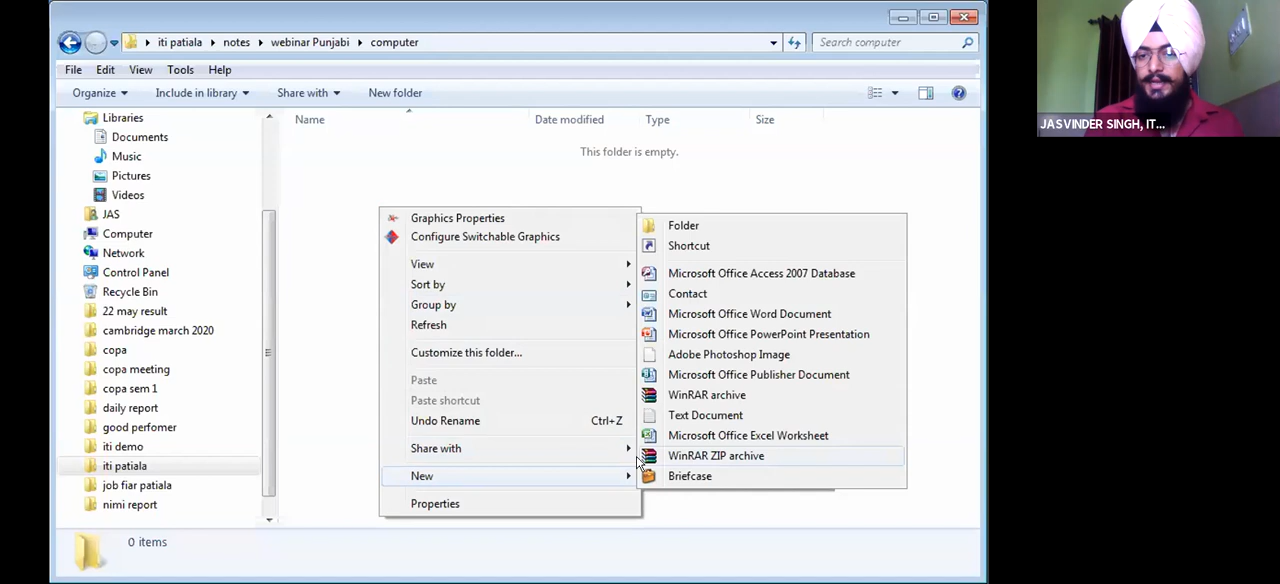 iti patiala
notes
webinar Punjabi
computer
Search computer
File
Edit
View
Tools
Help
Organize
Include in library
Share with
New folder
Libraries
Documents
Music
Pictures
Videos
JAS
Computer
Network
Control Panel
Recycle Bin
22 may result
cambridge march 2020
copa
copa meeting
copa sem 1
daily report
good perfomer
iti demo
iti patiala
job fiar patiala
nimi report
Name
Date modified
Type
Size
This folder is empty.
Graphics Properties
Configure Switchable Graphics
View
Sort by
Group by
Refresh
Customize this folder...
Paste
Paste shortcut
Undo Rename Ctrl+Z
Share with
New
Properties
Folder
Shortcut
Microsoft Office Access 2007 Database
Contact
Microsoft Office Word Document
Microsoft Office PowerPoint Presentation
Adobe Photoshop Image
Microsoft Office Publisher Document
WinRAR archive
Text Document
Microsoft Office Excel Worksheet
WinRAR ZIP archive
Briefcase
0 items
JASVINDER SINGH, IT...